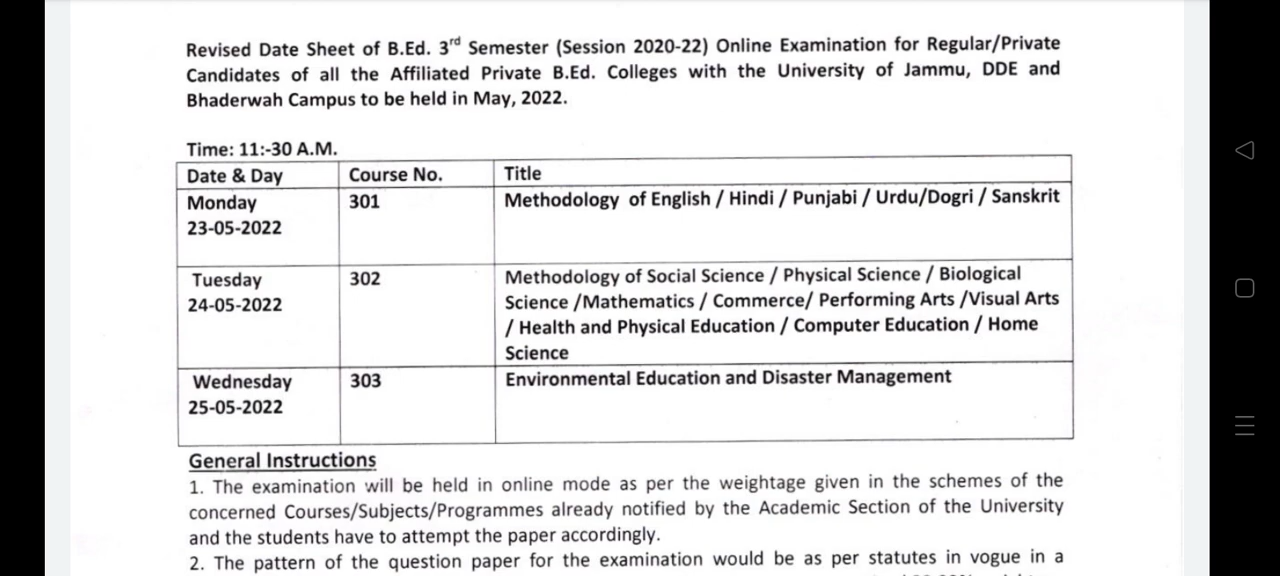 Revised Date Sheet of B.Ed. 3rd Semester (Session 2020-22) Online Examination for Regular/Private
Candidates of all the Affiliated Private B.Ed. Colleges with the University of Jammu, DDE and
Bhaderwah Campus to be held in May, 2022.
Time: 11:-30 A.M.
Date & Day Course No. Title
Monday 301 Methodology of English / Hindi / Punjabi / Urdu/Dogri / Sanskrit
23-05-2022
Tuesday 302 Methodology of Social Science / Physical Science / Biological
24-05-2022 Science /Mathematics / Commerce/ Performing Arts /Visual Arts
/ Health and Physical Education / Computer Education / Home
Science
Wednesday 303 Environmental Education and Disaster Management
25-05-2022
General Instructions
1. The examination will be held in online mode as per the weightage given in the schemes of the
concerned Courses/Subjects/Programmes already notified by the Academic Section of the University
and the students have to attempt the paper accordingly.
2. The pattern of the question paper for the examination would be as per statutes in vogue in a